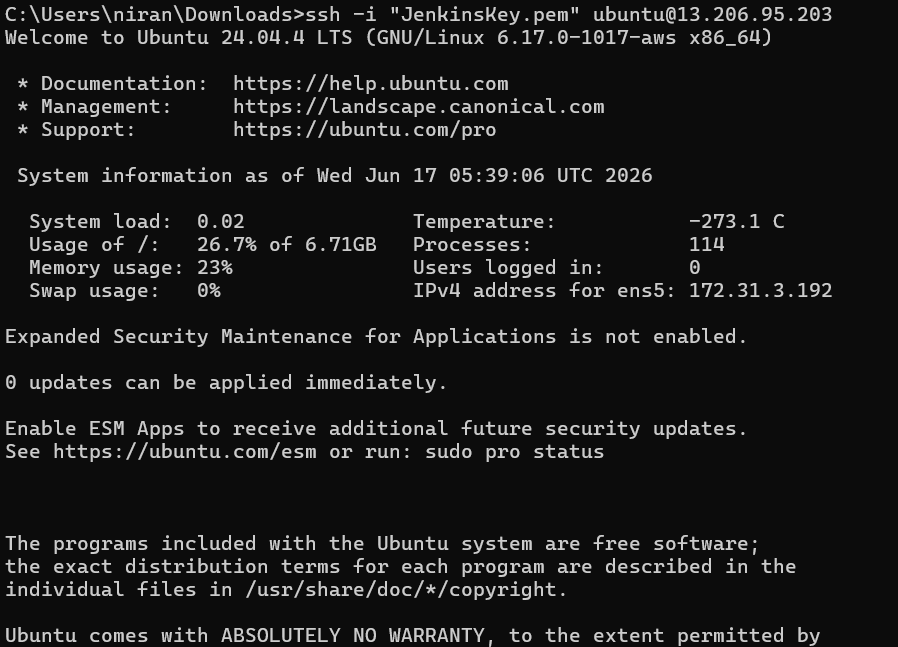 C:\Users\niran\Downloads>ssh -i "JenkinsKey.pem" ubuntu@13.206.95.203
Welcome to Ubuntu 24.04.4 LTS (GNU/Linux 6.17.0-1017-aws x86_64)

 * Documentation:  https://help.ubuntu.com
 * Management:     https://landscape.canonical.com
 * Support:        https://ubuntu.com/pro

 System information as of Wed Jun 17 05:39:06 UTC 2026

  System load:  0.02              Temperature:           -273.1 C
  Usage of /:   26.7% of 6.71GB   Processes:             114
  Memory usage: 23%               Users logged in:       0
  Swap usage:   0%                IPv4 address for ens5: 172.31.3.192

Expanded Security Maintenance for Applications is not enabled.

0 updates can be applied immediately.

Enable ESM Apps to receive additional future security updates.
See https://ubuntu.com/esm or run: sudo pro status

The programs included with the Ubuntu system are free software;
the exact distribution terms for each program are described in the
individual files in /usr/share/doc/*/copyright.

Ubuntu comes with ABSOLUTELY NO WARRANTY, to the extent permitted by